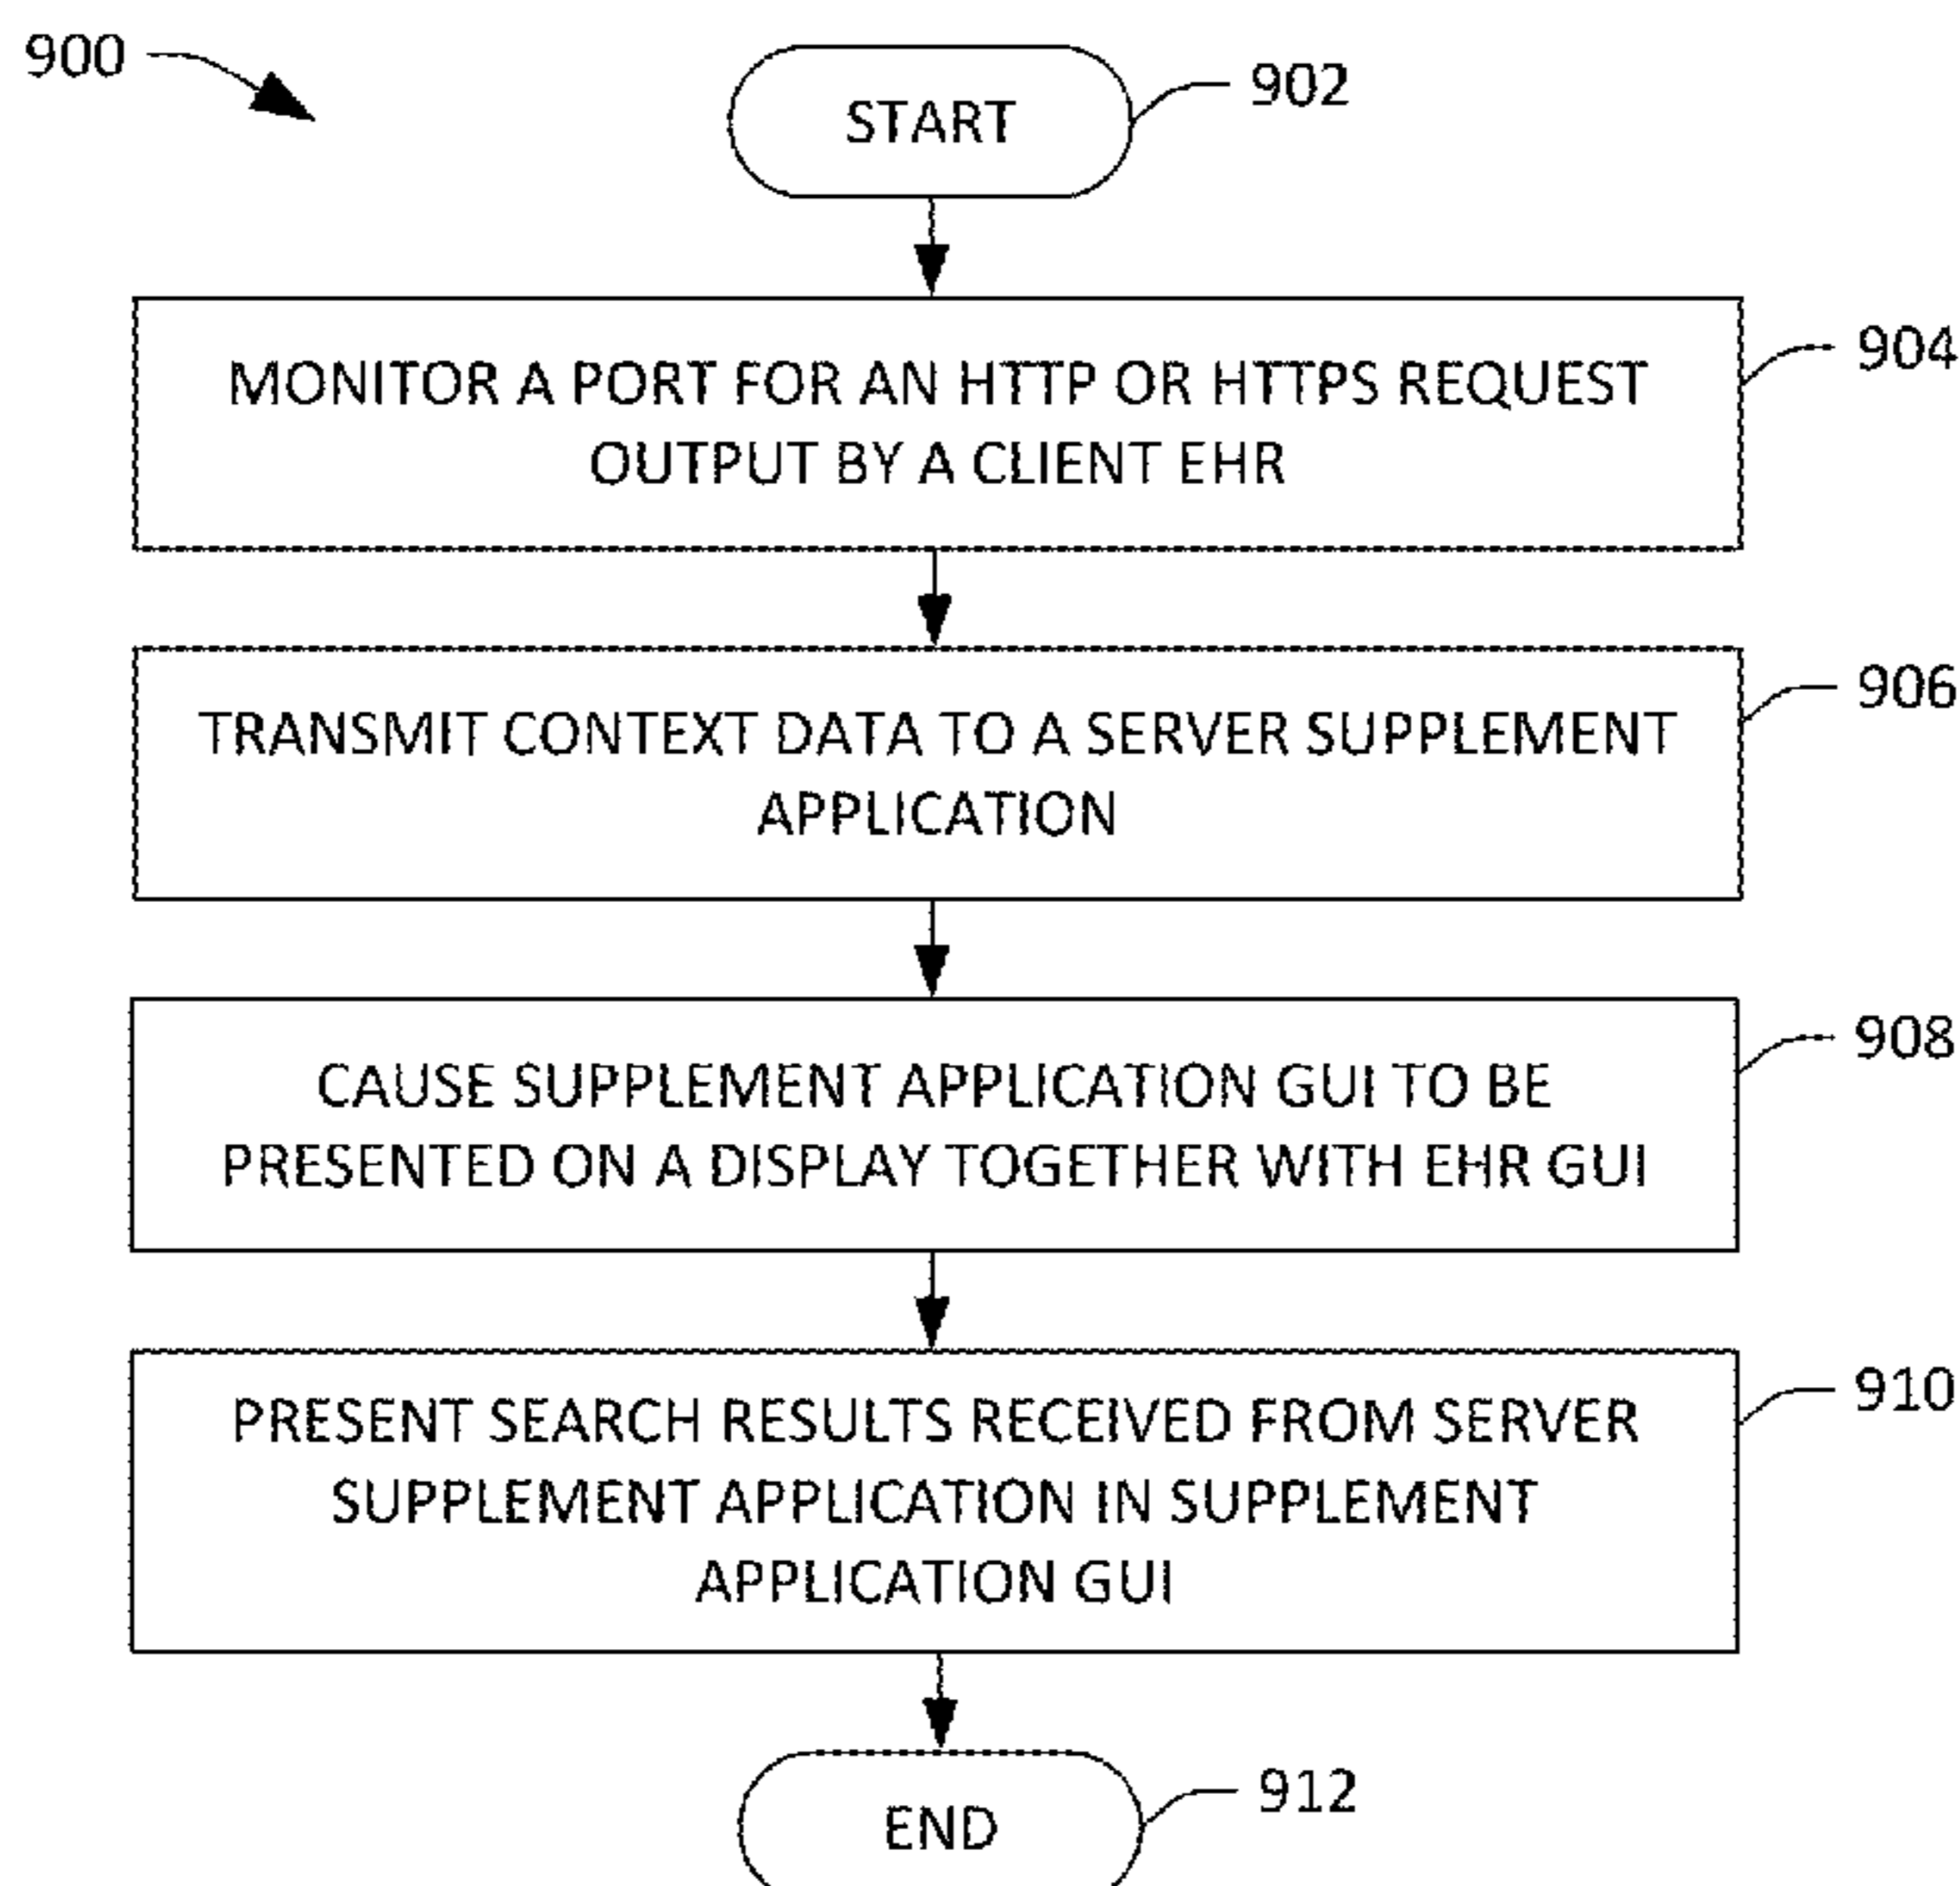 900
START
902
MONITOR A PORT FOR AN HTTP OR HTTPS REQUEST
OUTPUT BY A CLIENT EHR
904
TRANSMIT CONTEXT DATA TO A SERVER SUPPLEMENT
APPLICATION
906
CAUSE SUPPLEMENT APPLICATION GUI TO BE
PRESENTED ON A DISPLAY TOGETHER WITH EHR GUI
908
PRESENT SEARCH RESULTS RECEIVED FROM SERVER
SUPPLEMENT APPLICATION IN SUPPLEMENT
APPLICATION GUI
910
END
912